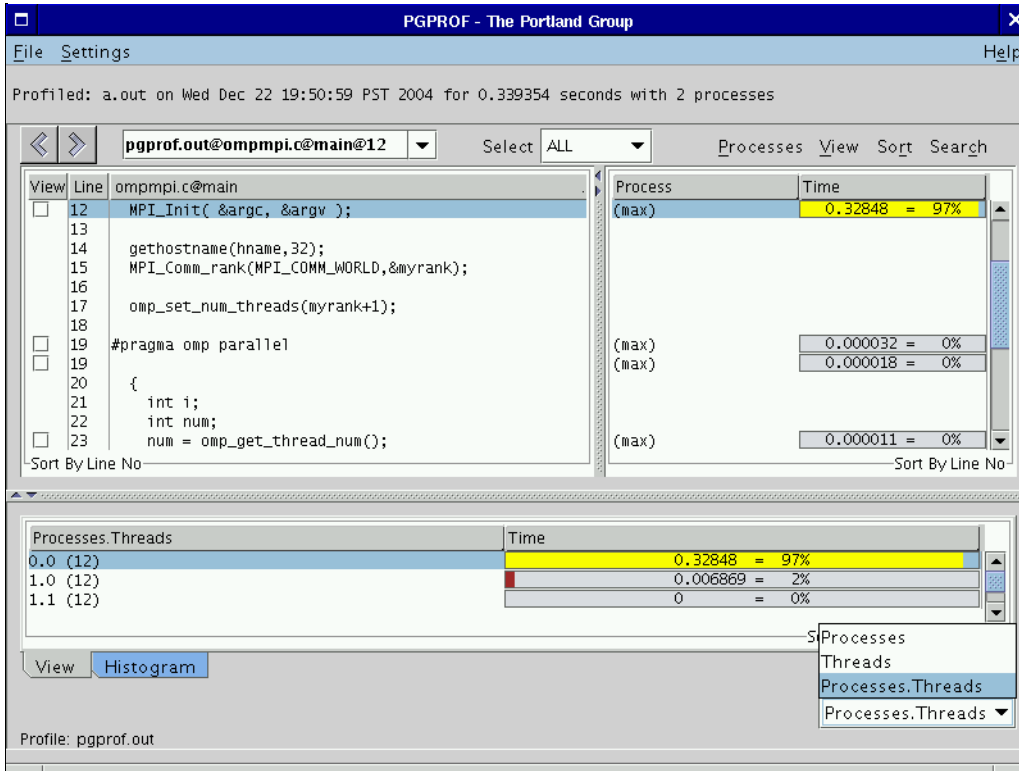 PGPROF - The Portland Group
File Settings Help
Profiled: a.out on Wed Dec 22 19:50:59 PST 2004 for 0.339354 seconds with 2 processes
pgprof.out@ompmpi.c@main@12 Select ALL Processes View Sort Search
View Line ompmpi.c@main . Process Time
12 MPI_Init( &argc, &argv ); (max) 0.32848 = 97%
13
14 gethostname(hname,32);
15 MPI_Comm_rank(MPI_COMM_WORLD,&myrank);
16
17 omp_set_num_threads(myrank+1);
18
19 #pragma omp parallel (max) 0.000032 = 0%
19 (max) 0.000018 = 0%
20 {
21 int i;
22 int num;
23 num = omp_get_thread_num(); (max) 0.000011 = 0%
Sort By Line No Sort By Line No
Processes.Threads Time
0.0 (12) 0.32848 = 97%
1.0 (12) 0.006869 = 2%
1.1 (12) 0 = 0%
Processes
Threads
Processes.Threads
Processes.Threads
View Histogram
Profile: pgprof.out